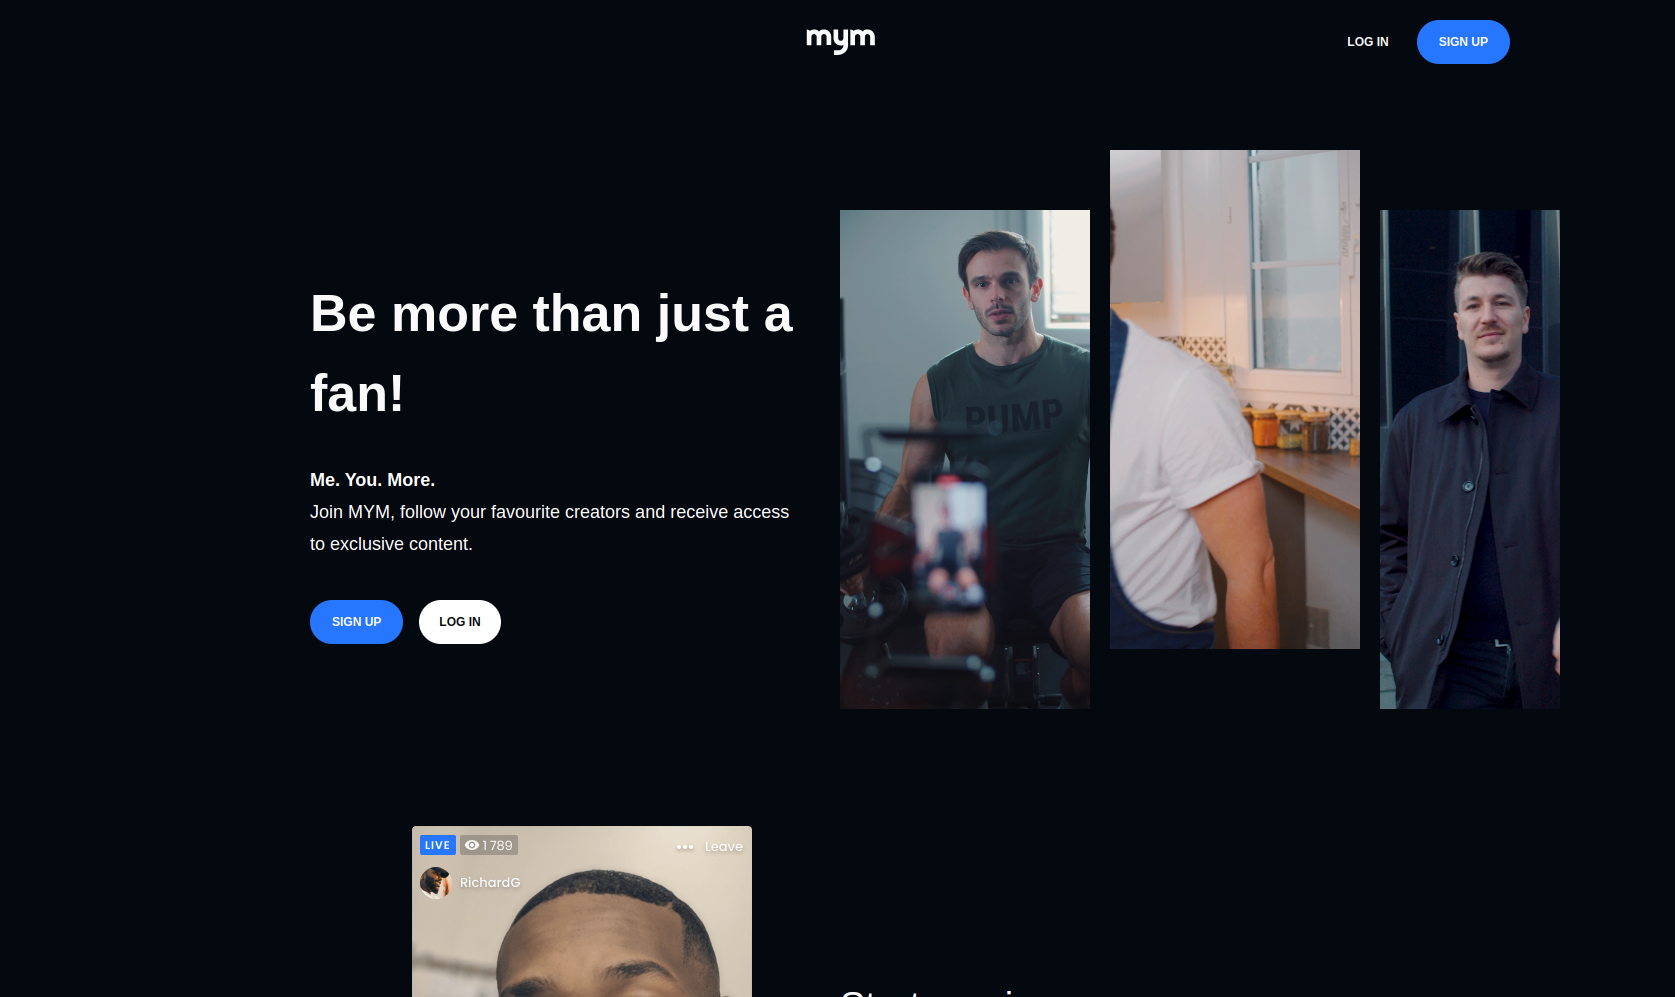 mym
LOG IN
SIGN UP
Be more than just a
fan!
Me. You. More.
Join MYM, follow your favourite creators and receive access
to exclusive content.
SIGN UP
LOG IN
PUMP
LIVE
1 789
Leave
RichardG